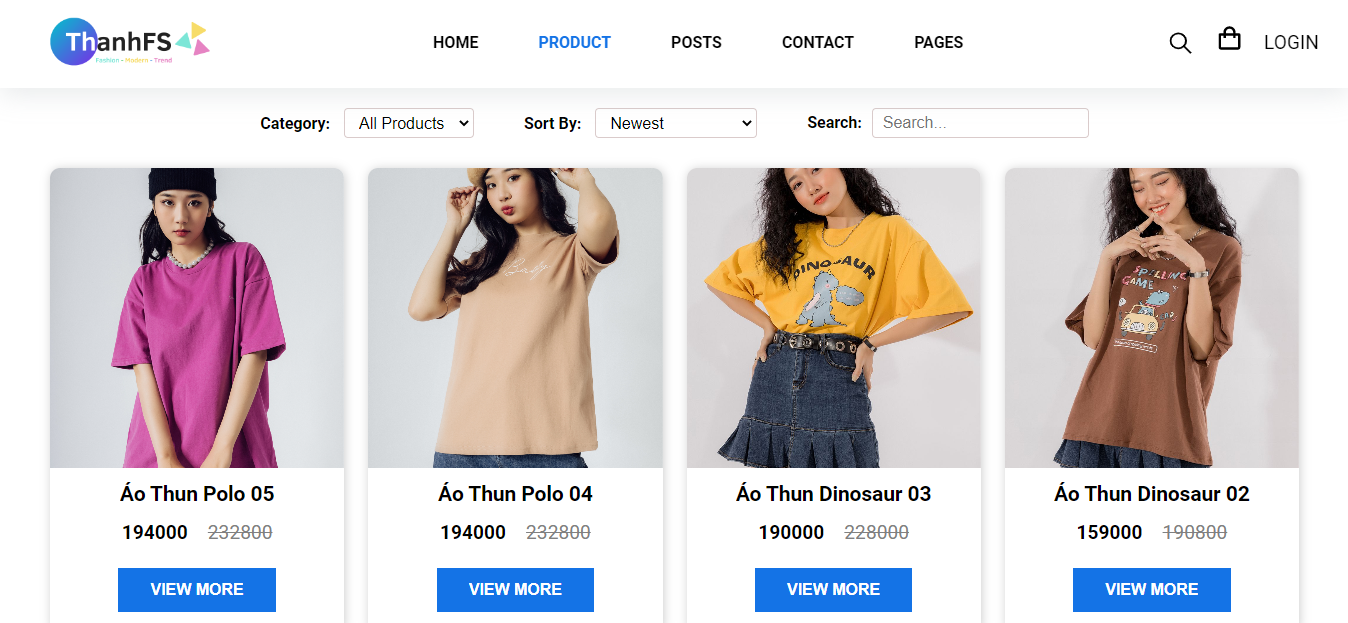 ThanhFS
Fashion - Modern - Trend
HOME
PRODUCT
POSTS
CONTACT
PAGES
LOGIN
Category:
All Products
Sort By:
Newest
Search:
Search...
DINOSAUR
SPELLING
GAME
Áo Thun Polo 05
194000 232800
VIEW MORE
Áo Thun Polo 04
194000 232800
VIEW MORE
Áo Thun Dinosaur 03
190000 228000
VIEW MORE
Áo Thun Dinosaur 02
159000 190800
VIEW MORE